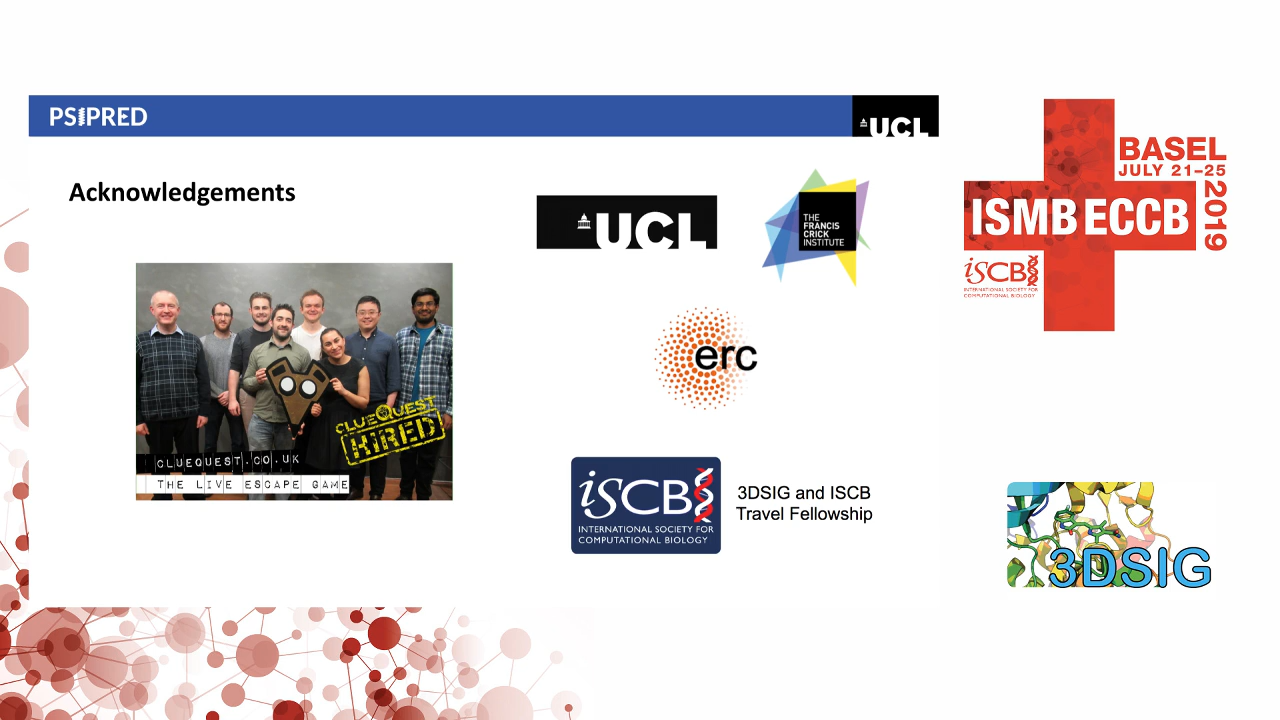 PSIPRED
UCL
Acknowledgements
UCL
THE
FRANCIS
CRICK
INSTITUTE
CLUEQUEST
HIRED
CLUEQUEST.CO.UK
THE LIVE ESCAPE GAME
erc
iSCB
INTERNATIONAL SOCIETY FOR
COMPUTATIONAL BIOLOGY
3DSIG and ISCB
Travel Fellowship
BASEL
JULY 21–25
2019
ISMB ECCB
iSCB
INTERNATIONAL SOCIETY FOR
COMPUTATIONAL BIOLOGY
3DSIG